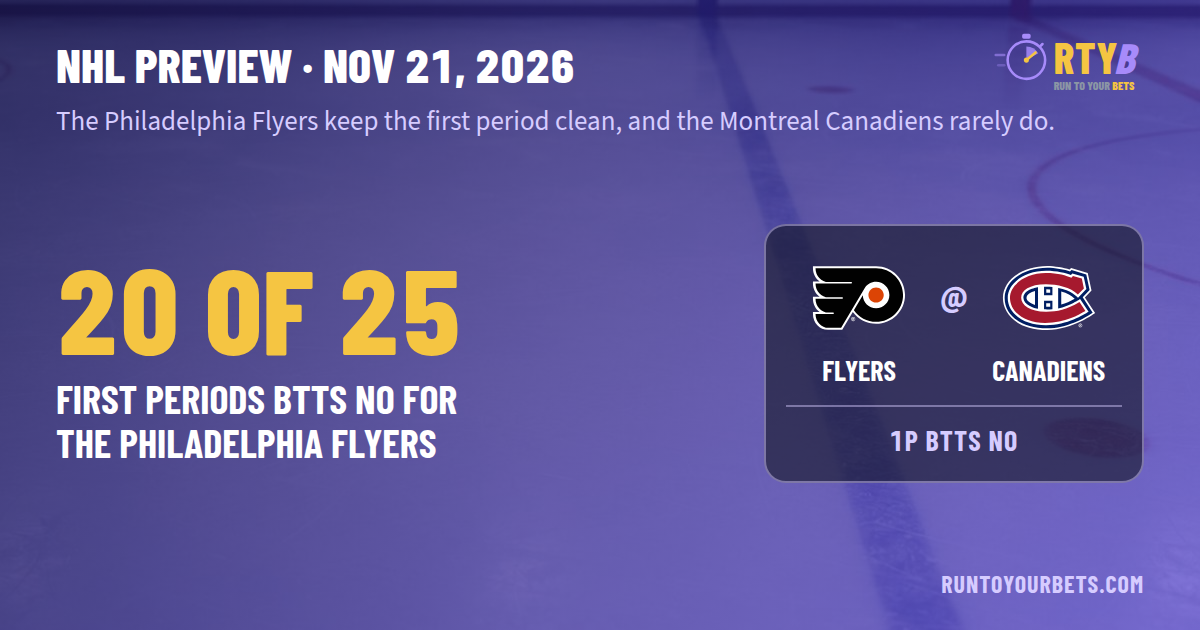 NHL PREVIEW · NOV 21, 2026
RTYB
RUN TO YOUR BETS
The Philadelphia Flyers keep the first period clean, and the Montreal Canadiens rarely do.
20 OF 25
FIRST PERIODS BTTS NO FOR
THE PHILADELPHIA FLYERS
@
FLYERS
CANADIENS
1P BTTS NO
RUNTOYOURBETS.COM